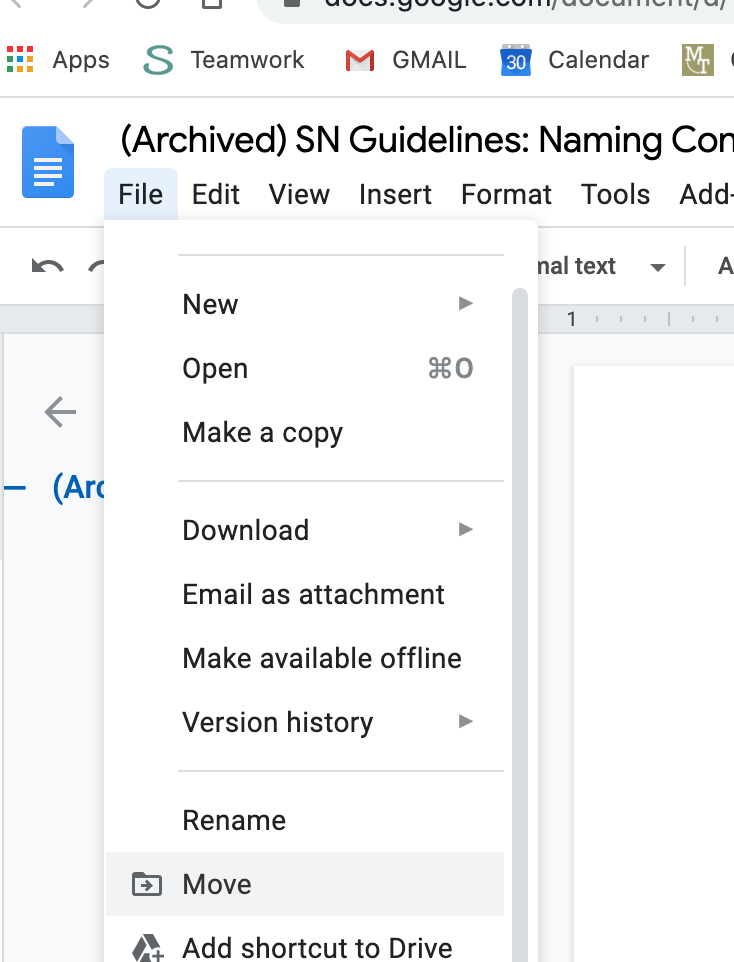 docs.google.com/document/d/
Apps Teamwork GMAIL 30 Calendar MT
(Archived) SN Guidelines: Naming Con
File Edit View Insert Format Tools Add-
mal text A
1
New
Open ⌘O
Make a copy
(Arc
Download
Email as attachment
Make available offline
Version history
Rename
Move
Add shortcut to Drive